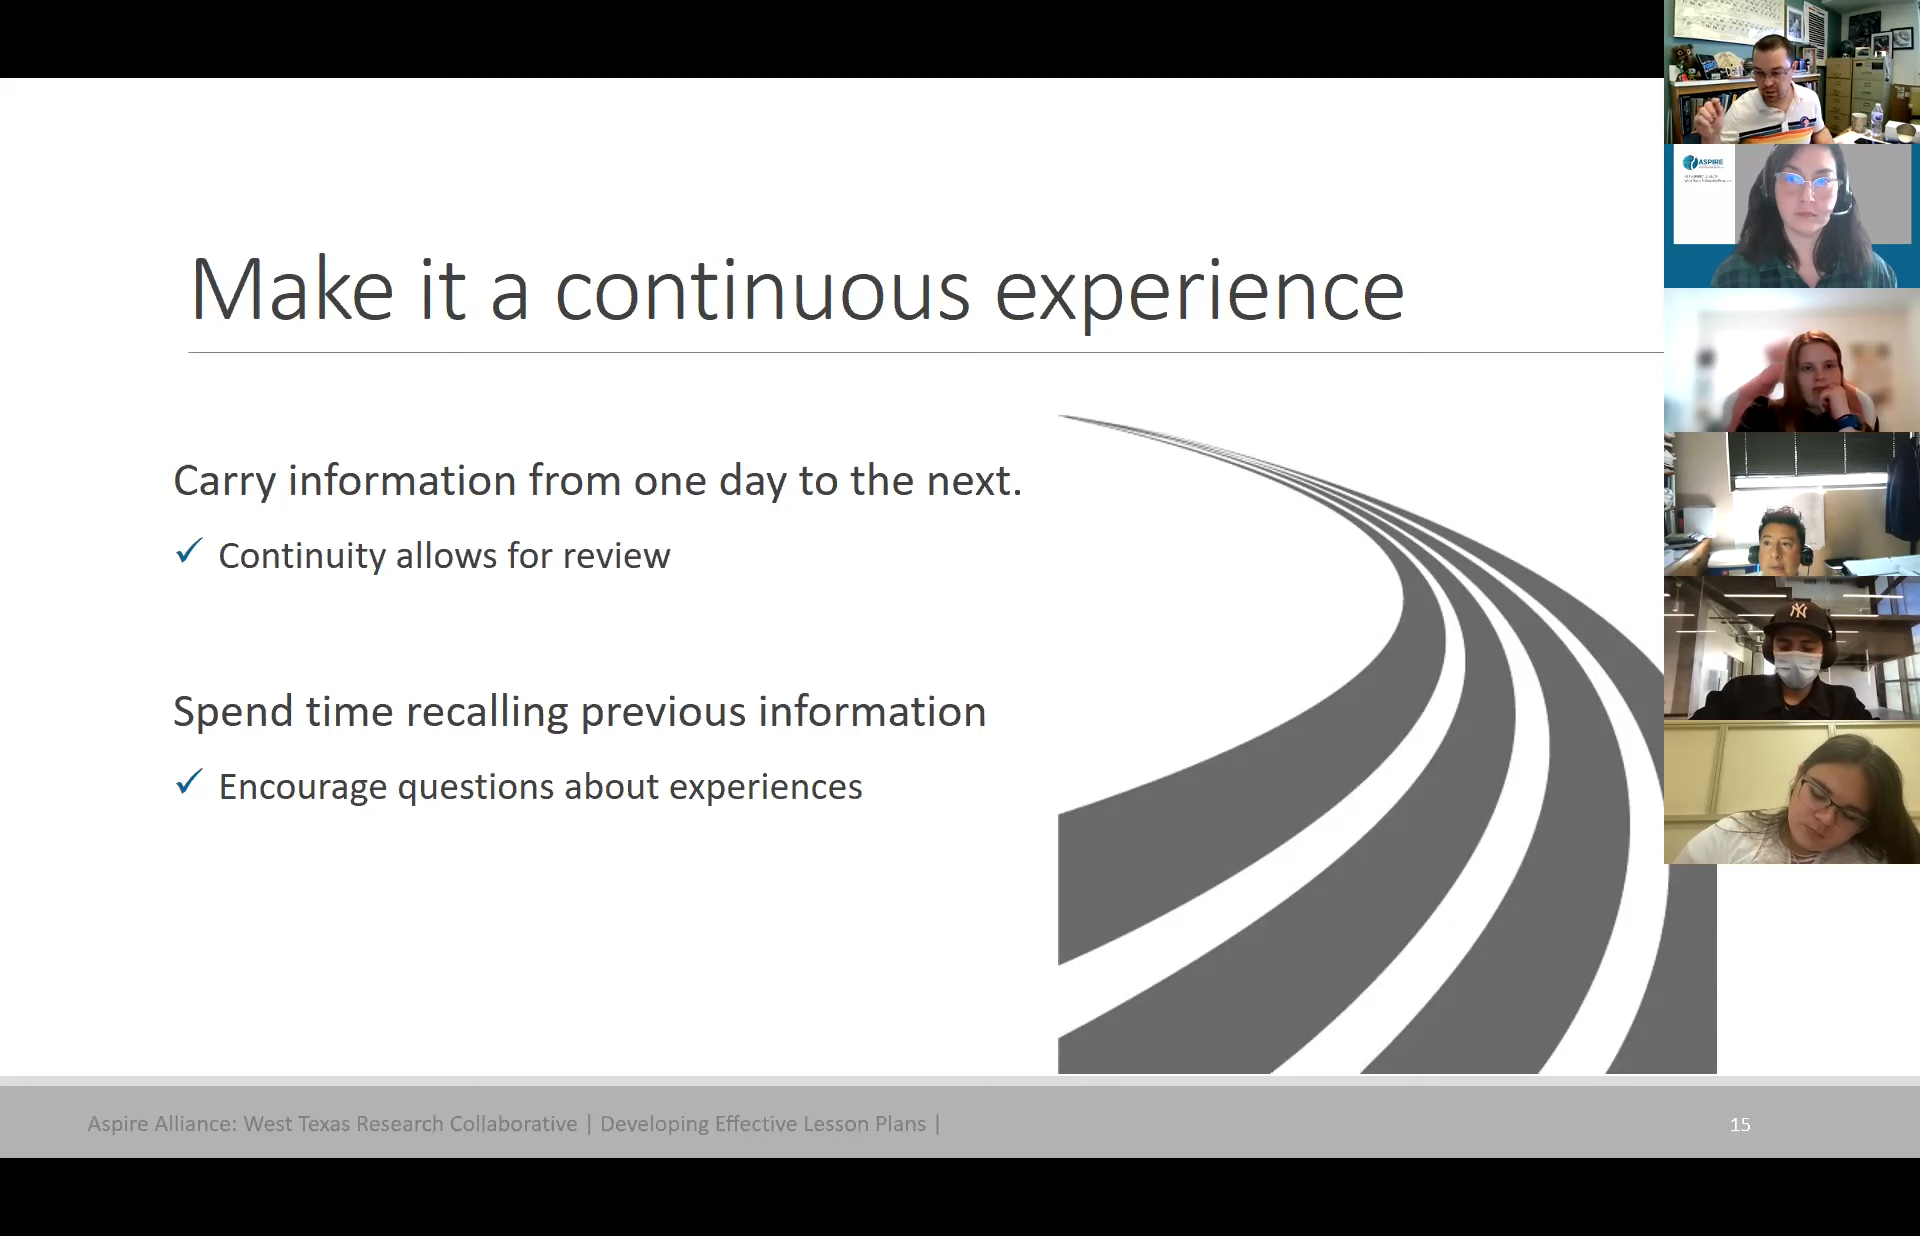 Make it a continuous experience
Carry information from one day to the next.
Continuity allows for review
Spend time recalling previous information
Encourage questions about experiences
Aspire Alliance: West Texas Research Collaborative | Developing Effective Lesson Plans |
15
ASPIRE
NY